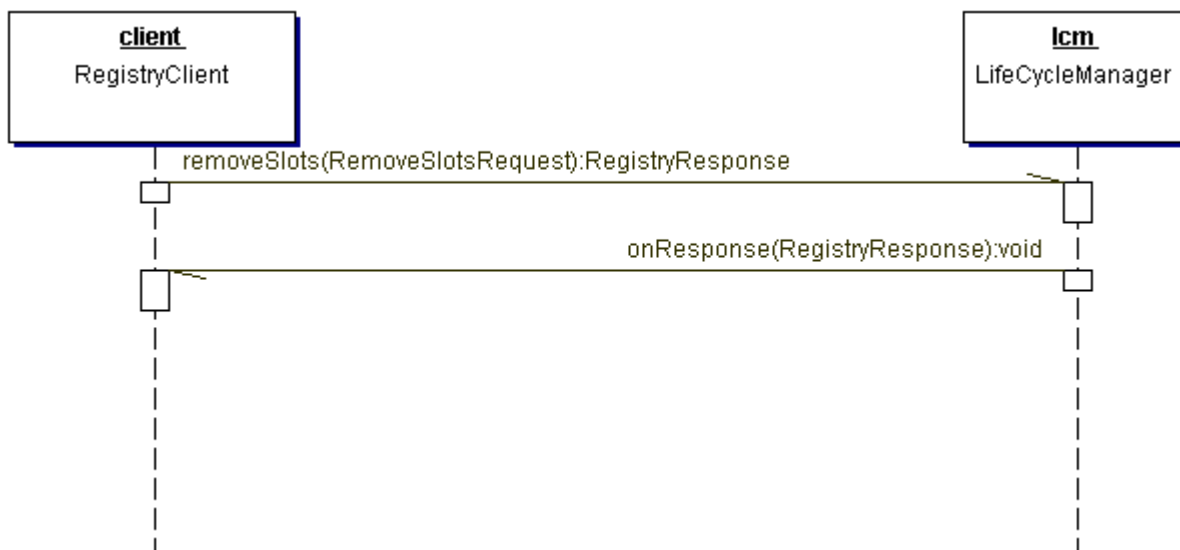 client
RegistryClient
lcm
LifeCycleManager
removeSlots(RemoveSlotsRequest):RegistryResponse
onResponse(RegistryResponse):void